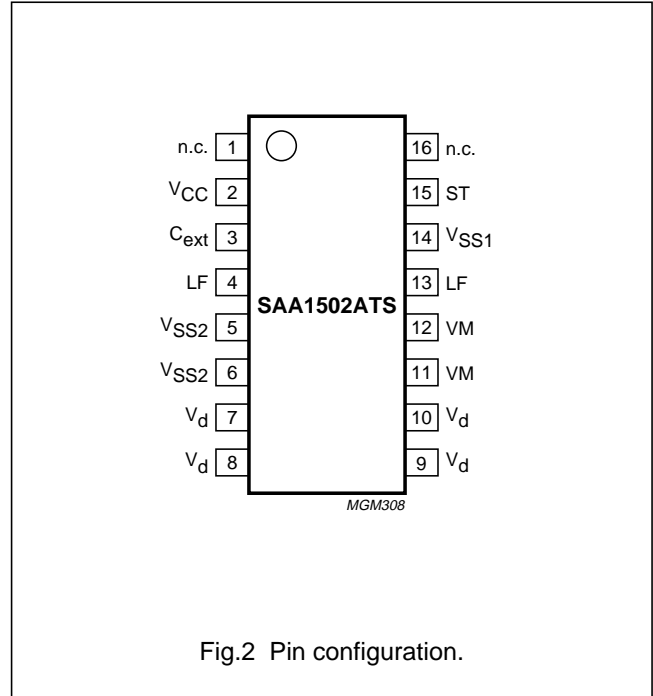 n.c. 1 16 n.c.
VCC 2 15 ST
Cext 3 14 VSS1
LF 4 13 LF
SAA1502ATS
VSS2 5 12 VM
VSS2 6 11 VM
Vd 7 10 Vd
Vd 8 9 Vd
MGM308
Fig.2 Pin configuration.